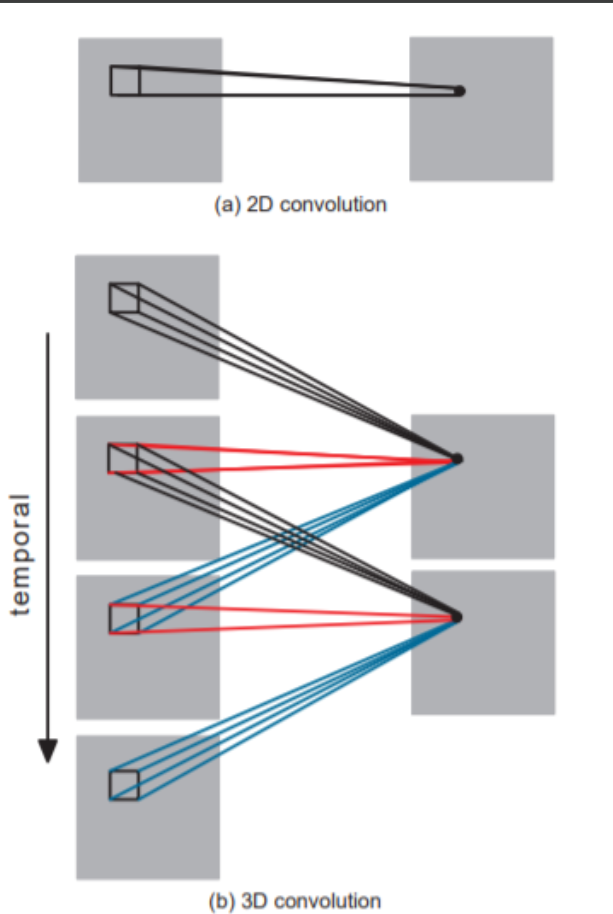 (a) 2D convolution
temporal
(b) 3D convolution